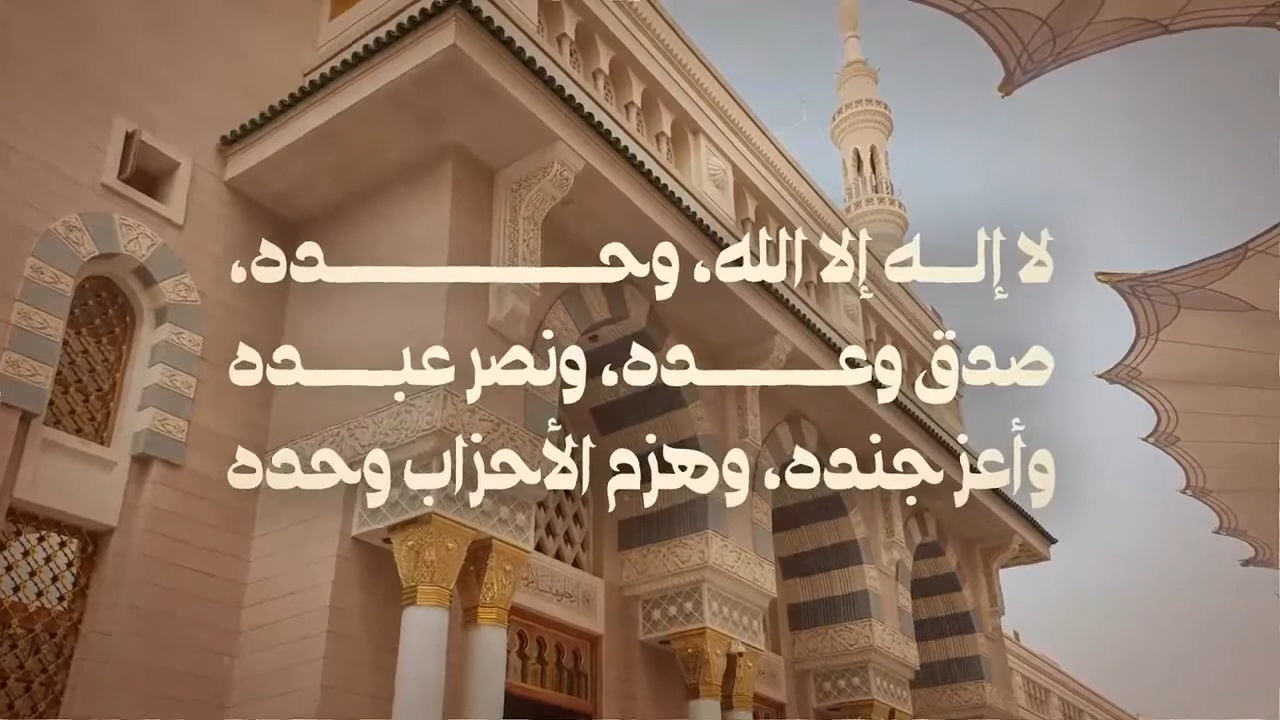 لا إله إلا الله، وحده،
صدق وعده، ونصر عبده
وأعز جنده، وهزم الأحزاب وحده